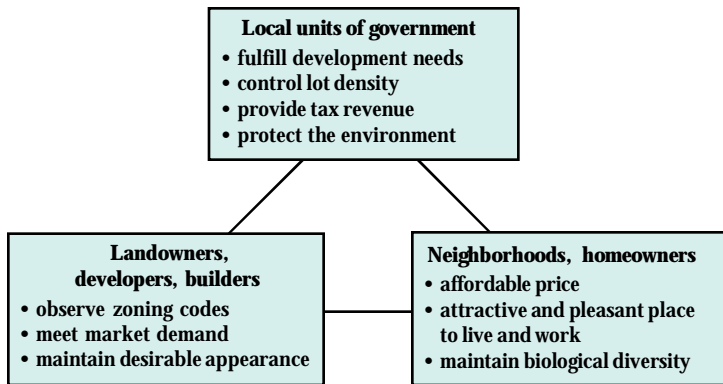 Local units of government
• fulfill development needs
• control lot density
• provide tax revenue
• protect the environment
Landowners,
developers, builders
• observe zoning codes
• meet market demand
• maintain desirable appearance
Neighborhoods, homeowners
• affordable price
• attractive and pleasant place
to live and work
• maintain biological diversity